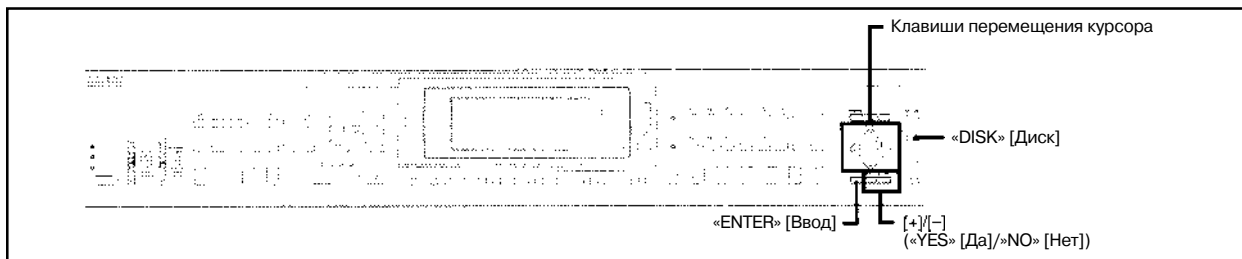 Клавиши перемещения курсора
«DISK» [Диск]
«ENTER» [Ввод]
[+]/[–]
(«YES» [Да]/»NO» [Нет])